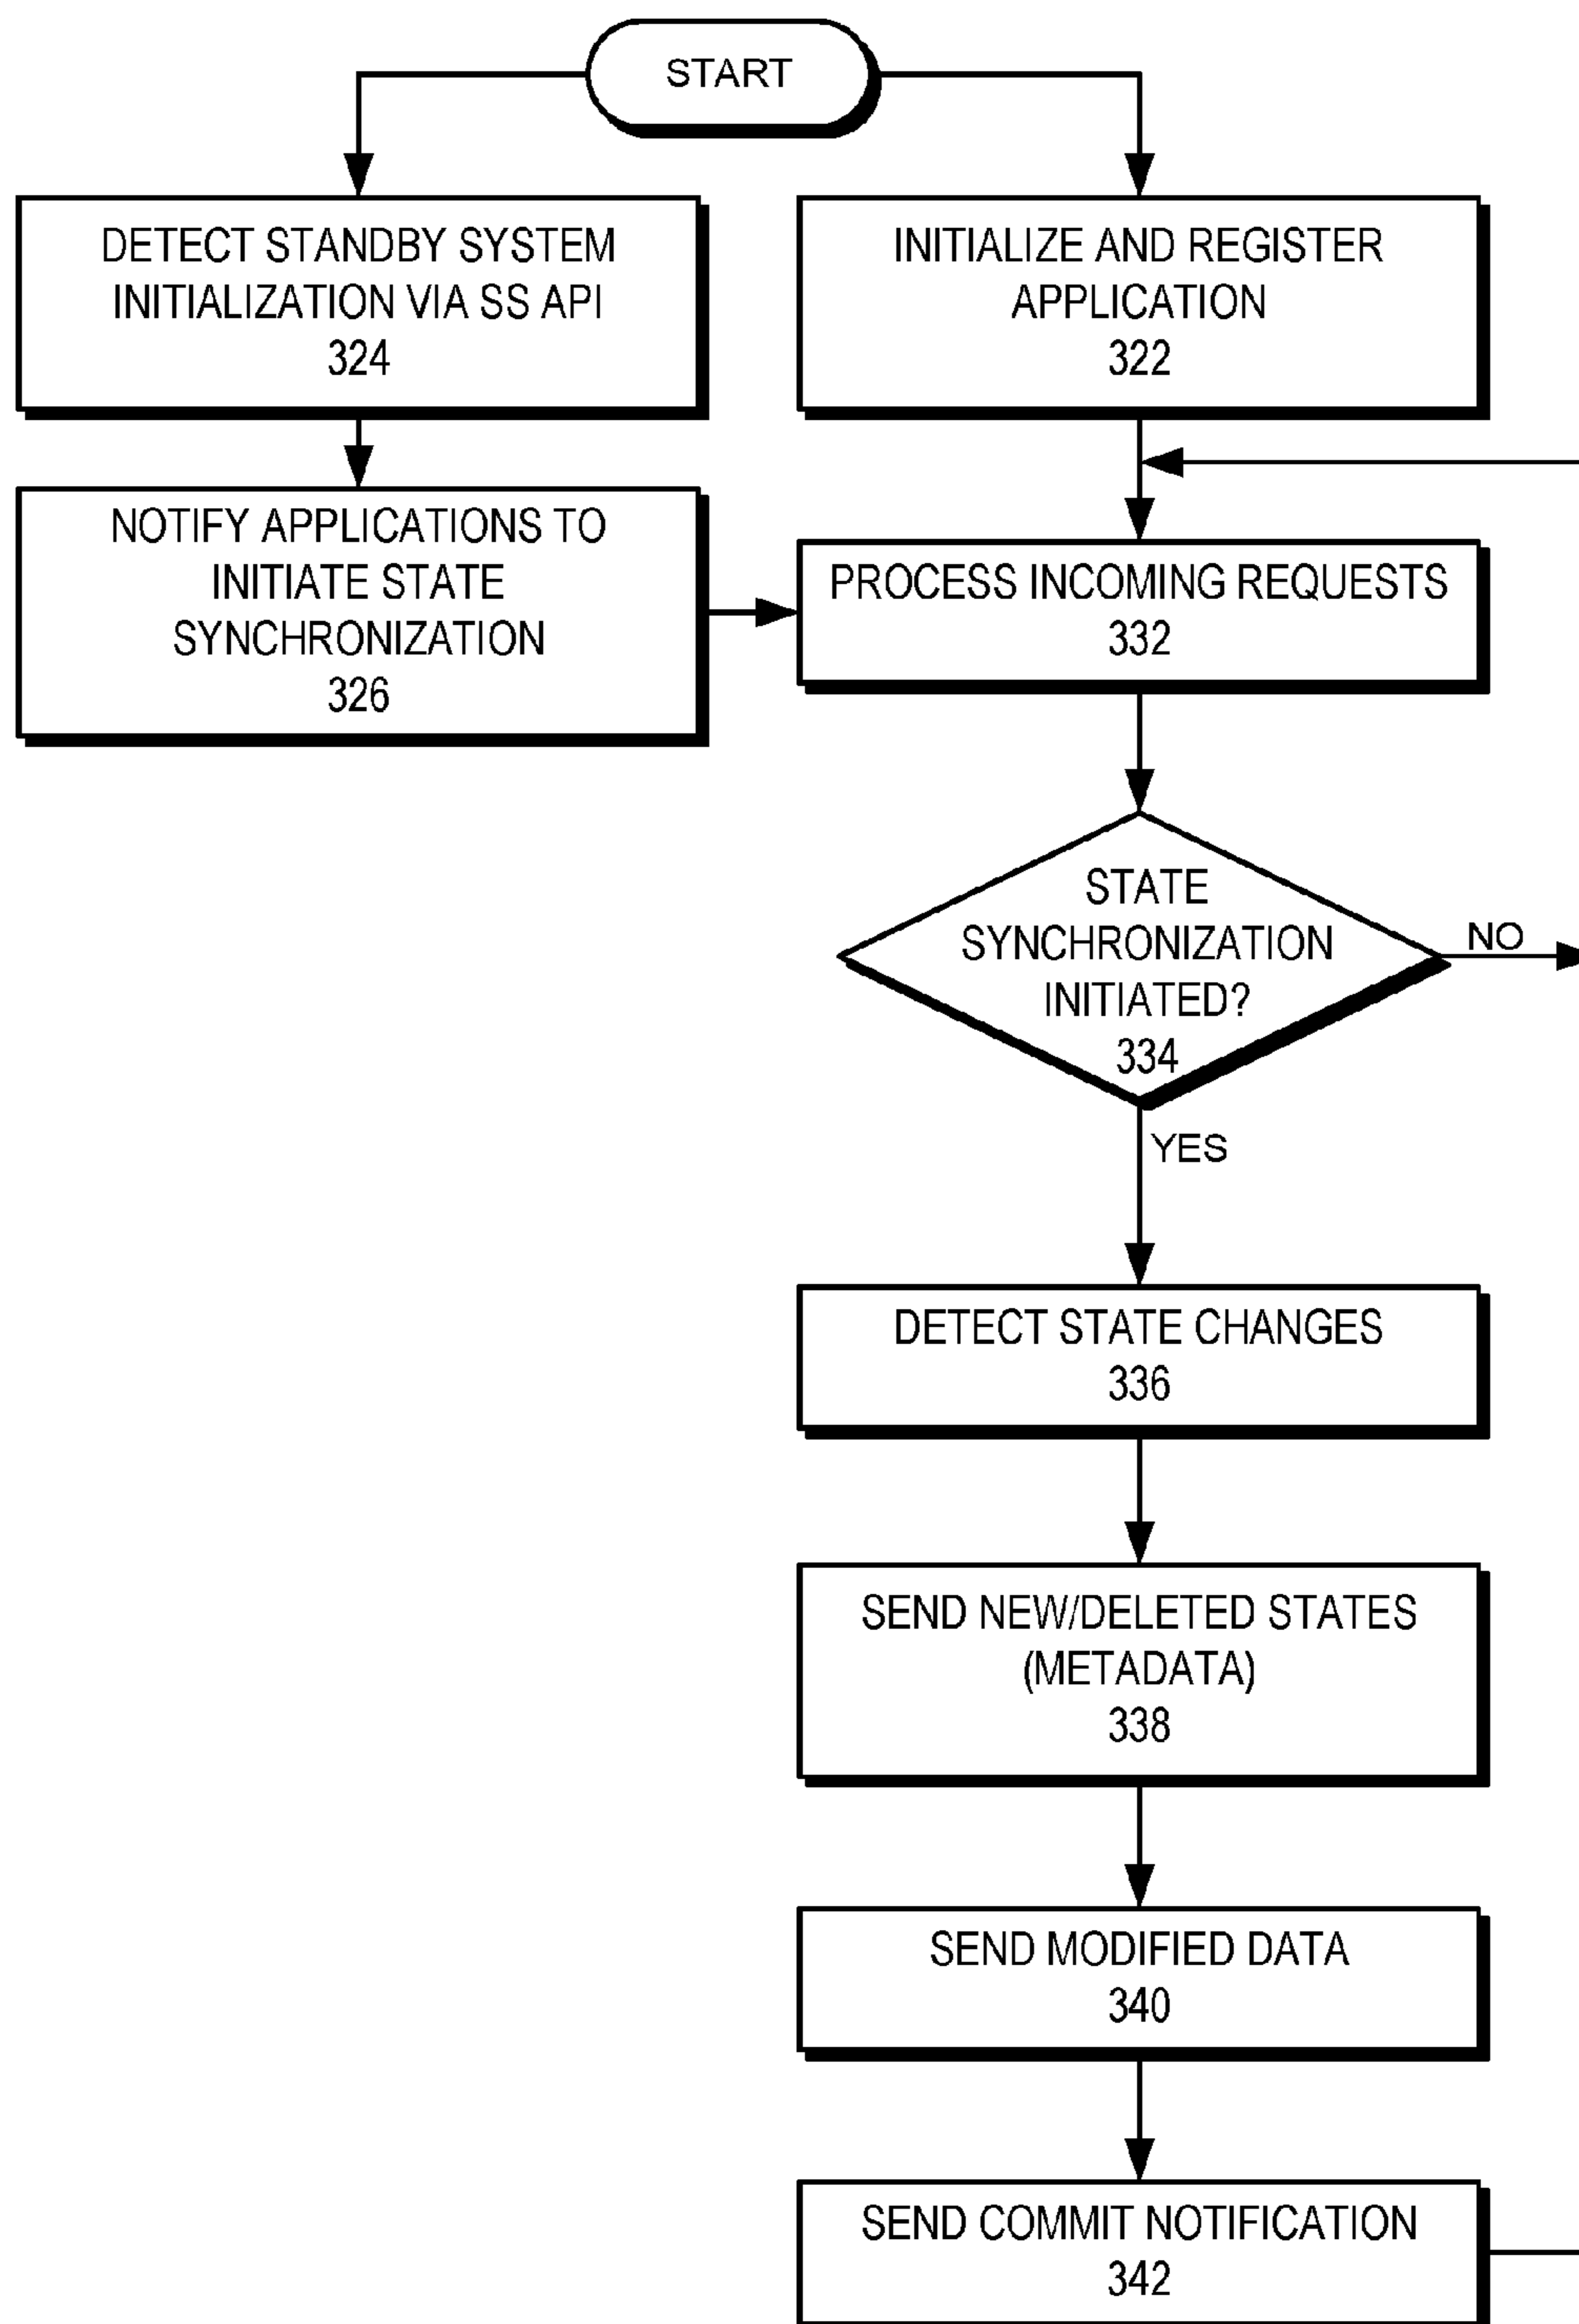 START
DETECT STANDBY SYSTEM
INITIALIZATION VIA SS API
324
INITIALIZE AND REGISTER
APPLICATION
322
NOTIFY APPLICATIONS TO
INITIATE STATE
SYNCHRONIZATION
326
PROCESS INCOMING REQUESTS
332
STATE
SYNCHRONIZATION
INITIATED?
334
NO
YES
DETECT STATE CHANGES
336
SEND NEW/DELETED STATES
(METADATA)
338
SEND MODIFIED DATA
340
SEND COMMIT NOTIFICATION
342